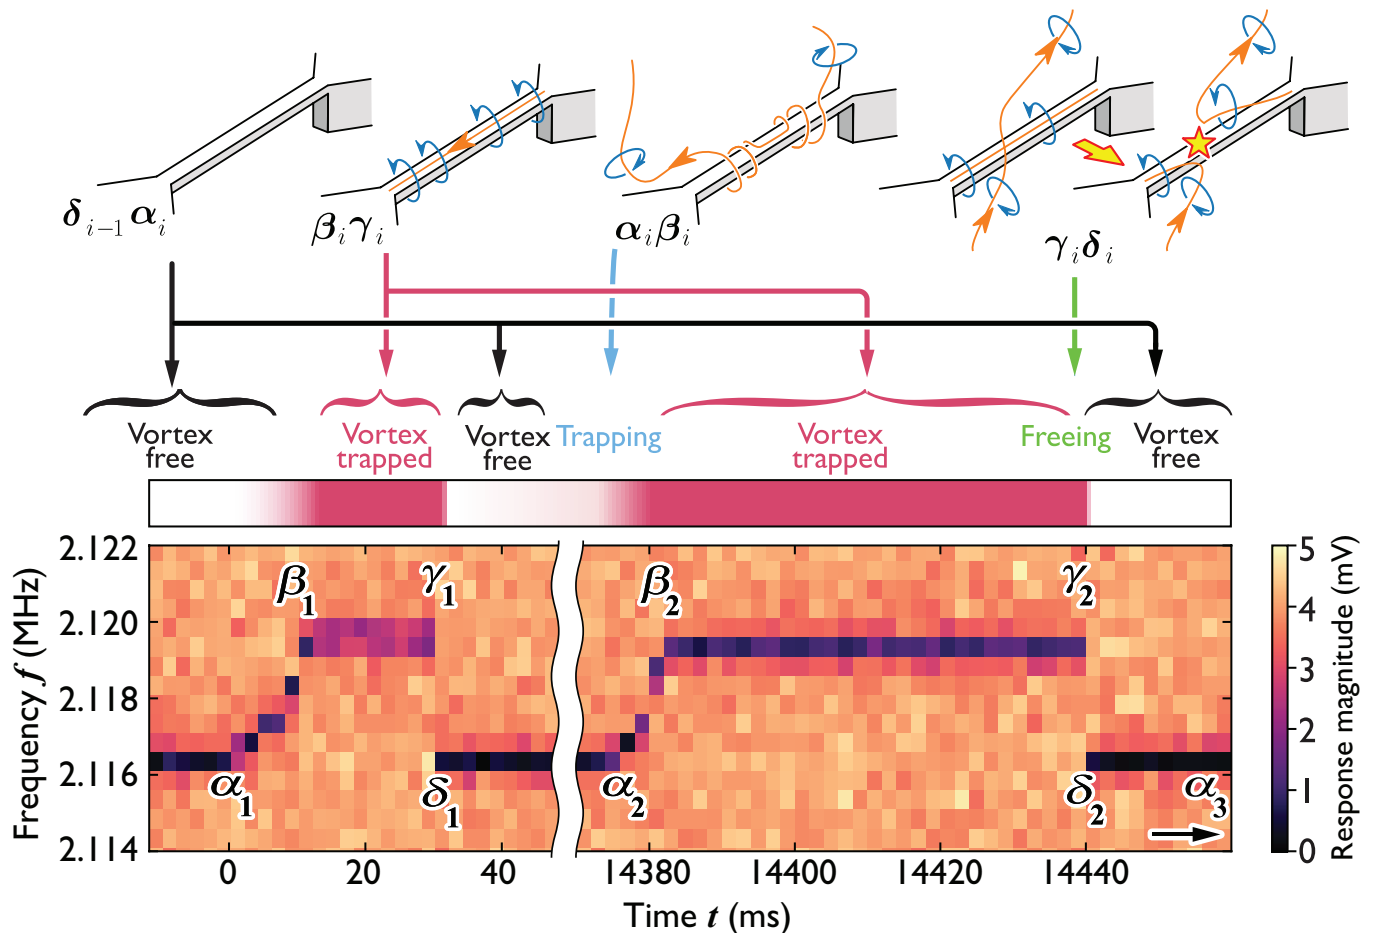 δᵢ₋₁αᵢ
βᵢγᵢ
αᵢβᵢ
γᵢδᵢ
Vortex
free
Vortex
trapped
Vortex
free
Trapping
Vortex
trapped
Freeing
Vortex
free
2.122
2.120
2.118
2.116
2.114
Frequency f (MHz)
β₁
γ₁
β₂
γ₂
α₁
δ₁
α₂
δ₂
α₃
0
20
40
14380
14400
14420
14440
Time t (ms)
5
4
3
2
1
0
Response magnitude (mV)